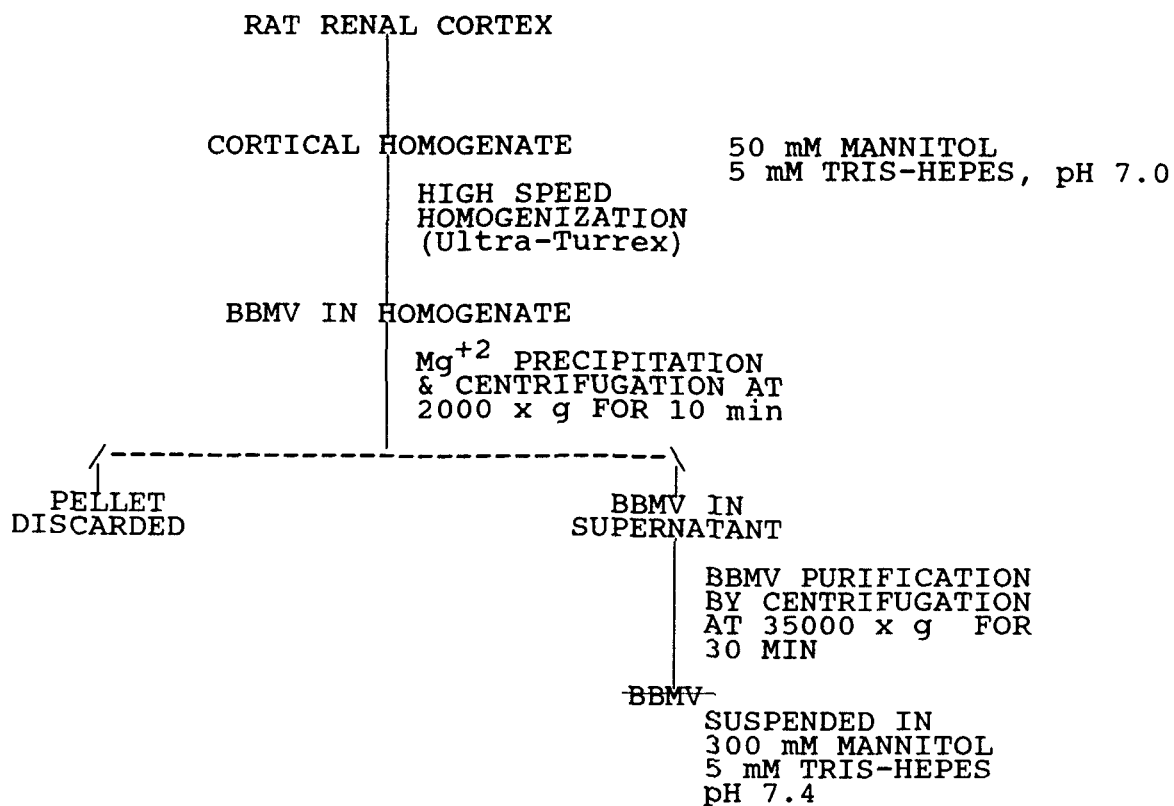 RAT RENAL CORTEX
CORTICAL HOMOGENATE
50 mM MANNITOL
5 mM TRIS-HEPES, pH 7.0
HIGH SPEED
HOMOGENIZATION
(Ultra-Turrex)
BBMV IN HOMOGENATE
Mg+2 PRECIPITATION
& CENTRIFUGATION AT
2000 x g FOR 10 min
PELLET
DISCARDED
BBMV IN
SUPERNATANT
BBMV PURIFICATION
BY CENTRIFUGATION
AT 35000 x g FOR
30 MIN
BBMV
SUSPENDED IN
300 mM MANNITOL
5 mM TRIS-HEPES
pH 7.4